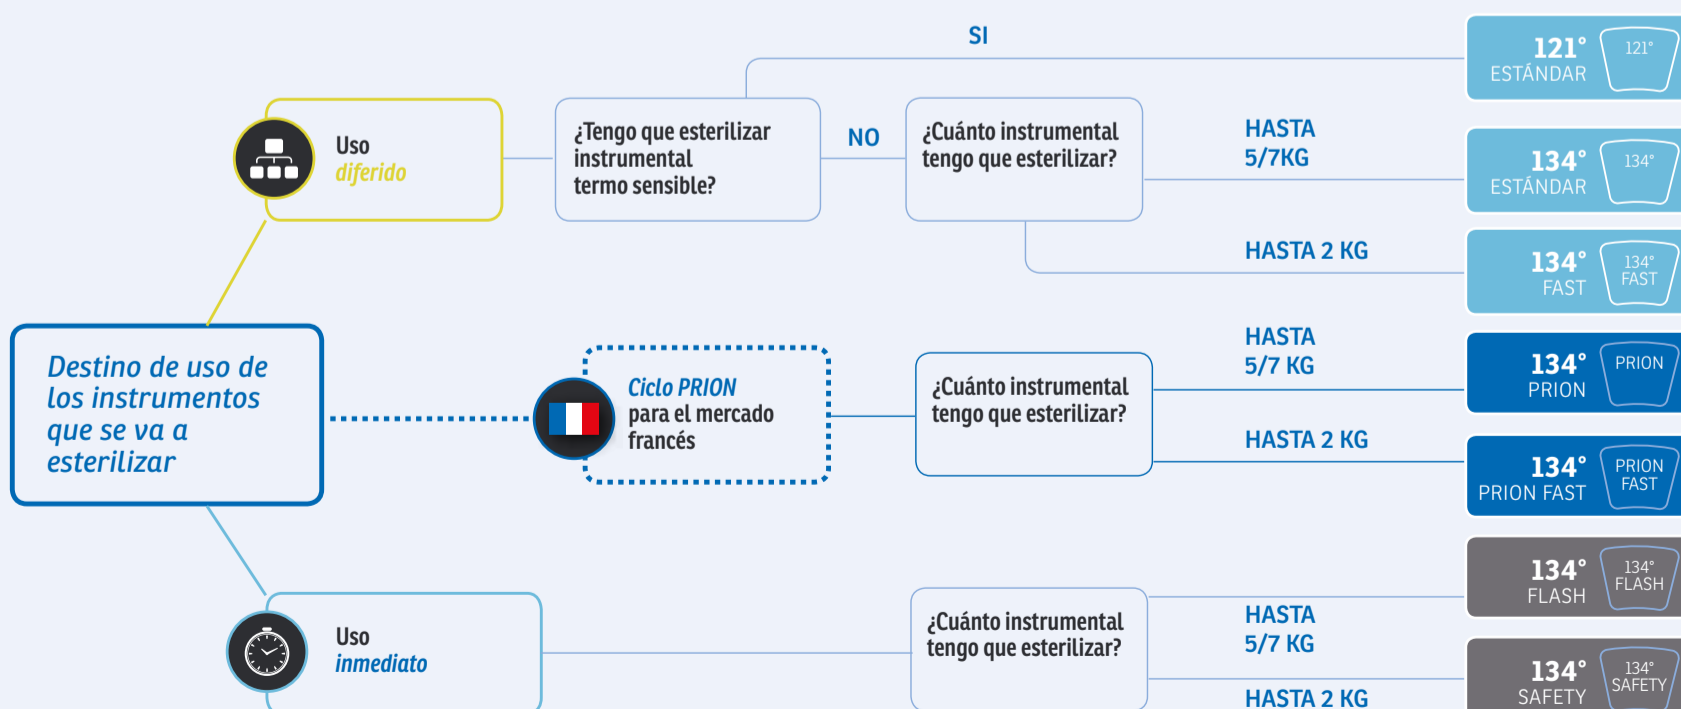 SI
121°
ESTÁNDAR
121°
Uso
diferido
¿Tengo que esterilizar
instrumental
termo sensible?
NO
¿Cuánto instrumental
tengo que esterilizar?
HASTA
5/7KG
134°
ESTÁNDAR
134°
HASTA 2 KG
134°
FAST
134°
FAST
Destino de uso de
los instrumentos
que se va a
esterilizar
Ciclo PRION
para el mercado
francés
¿Cuánto instrumental
tengo que esterilizar?
HASTA
5/7 KG
134°
PRION
PRION
HASTA 2 KG
134°
PRION FAST
PRION
FAST
Uso
inmediato
¿Cuánto instrumental
tengo que esterilizar?
HASTA
5/7 KG
134°
FLASH
134°
FLASH
HASTA 2 KG
134°
SAFETY
134°
SAFETY